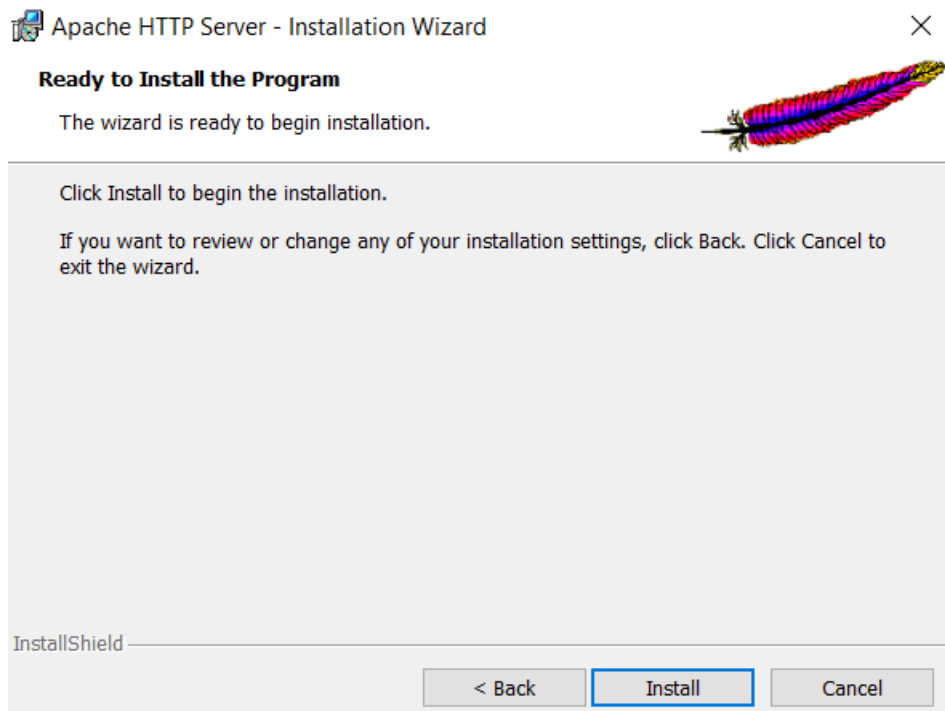 Apache HTTP Server - Installation Wizard
Ready to Install the Program
The wizard is ready to begin installation.
Click Install to begin the installation.
If you want to review or change any of your installation settings, click Back. Click Cancel to
exit the wizard.
InstallShield
< Back
Install
Cancel